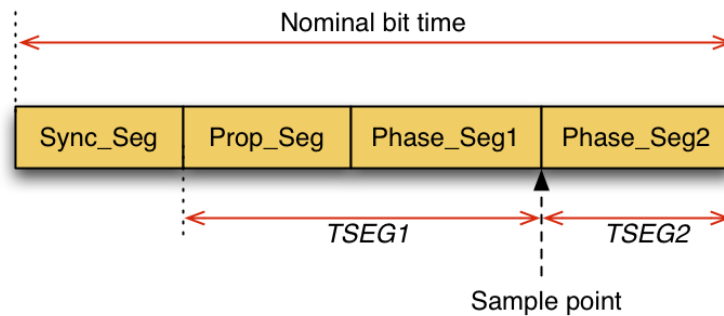 Nominal bit time
Sync_Seg Prop_Seg Phase_Seg1 Phase_Seg2
TSEG1 TSEG2
Sample point